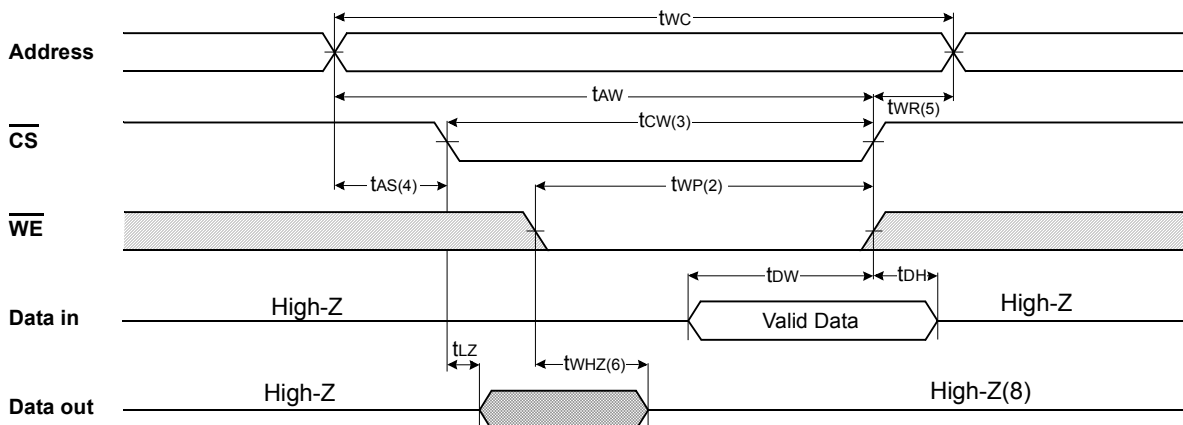 tWC
Address
tAW
tWR(5)
tCW(3)
CS
tAS(4)
tWP(2)
WE
tDW
tDH
High-Z
High-Z
Data in
Valid Data
tLZ
tWHZ(6)
High-Z
High-Z(8)
Data out